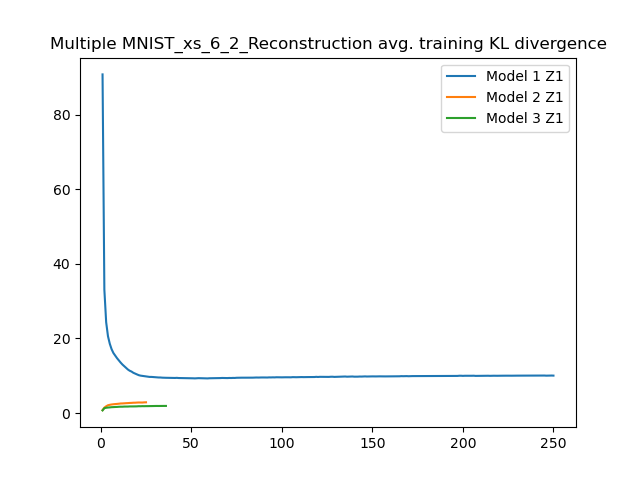 Multiple MNIST_xs_6_2_Reconstruction avg. training KL divergence
Model 1 Z1
Model 2 Z1
Model 3 Z1
80
60
40
20
0
0 50 100 150 200 250